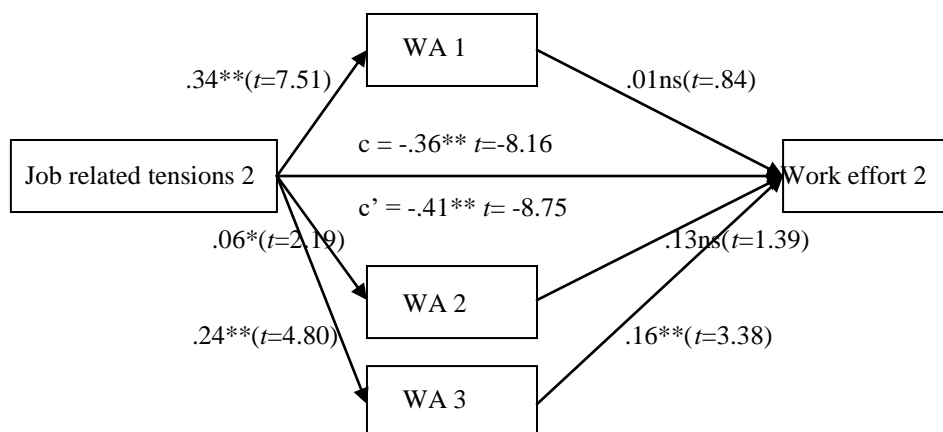 WA 1
.34**(t=7.51)
.01ns(t=.84)
c = -.36** t=-8.16
Job related tensions 2
Work effort 2
c’ = -.41** t= -8.75
.06*(t=2.19)
.13ns(t=1.39)
WA 2
.24**(t=4.80)
.16**(t=3.38)
WA 3